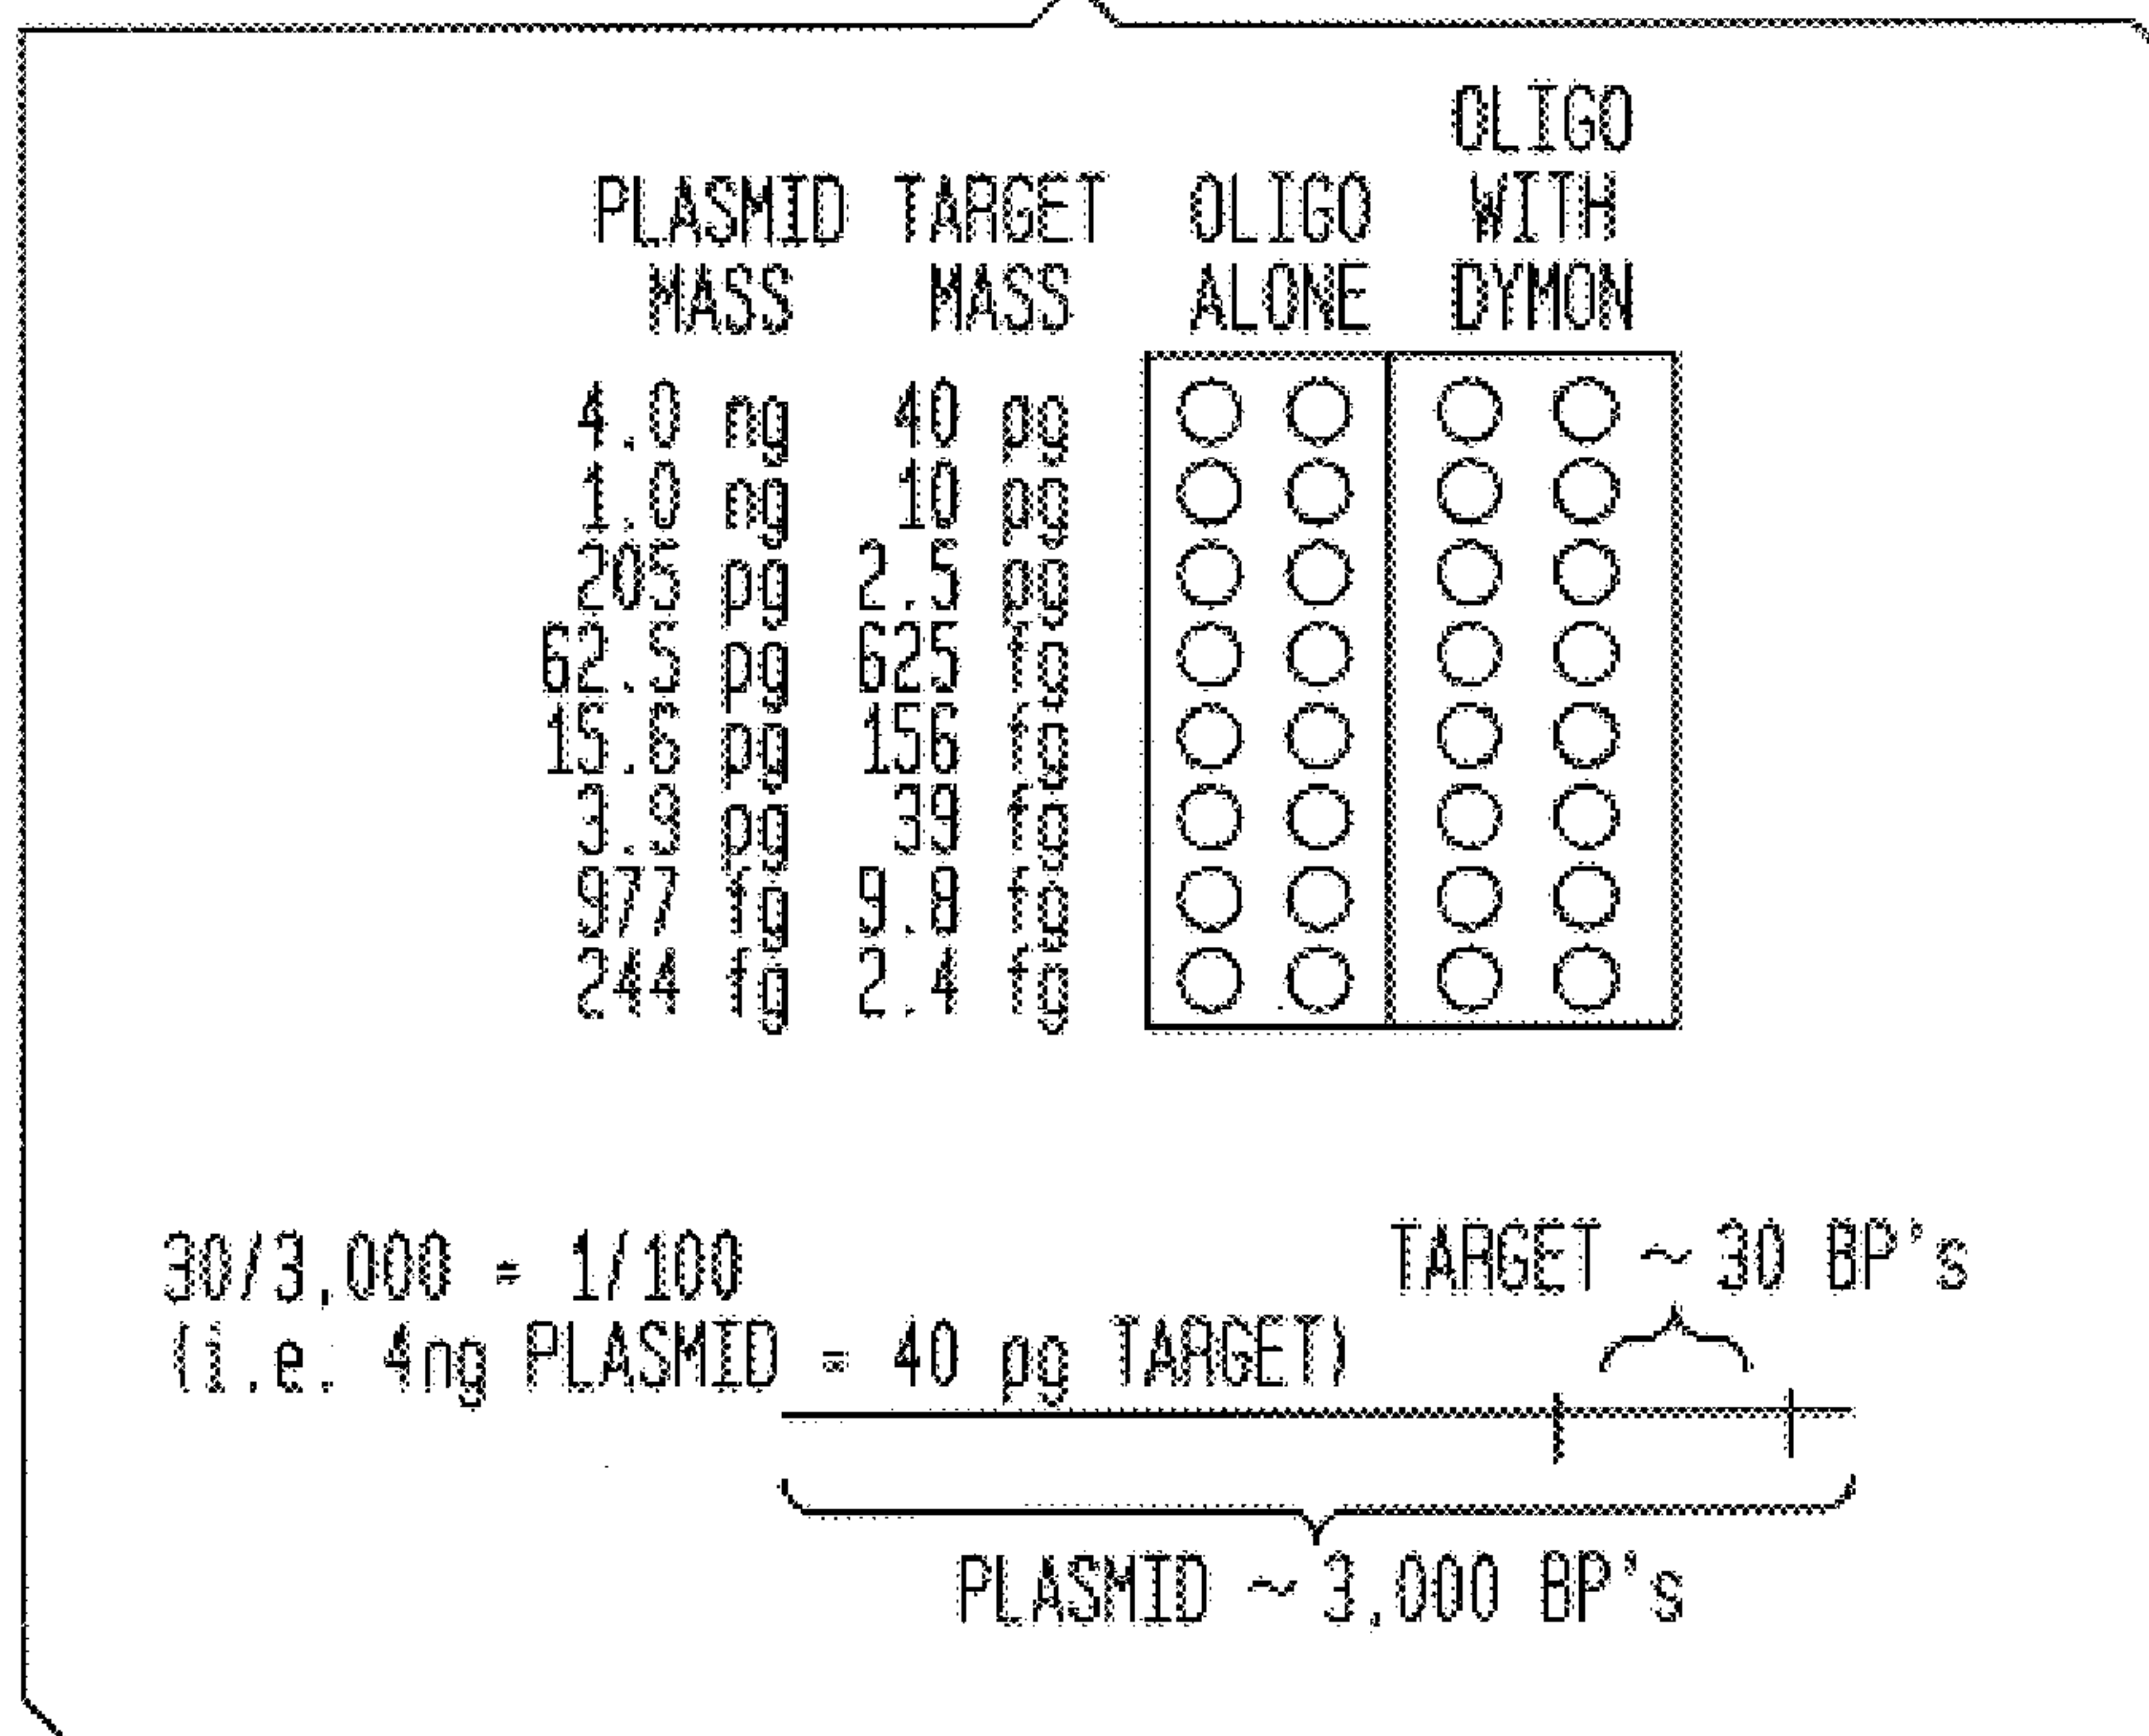 OLIGO
PLASMID TARGET OLIGO WITH
MASS MASS ALONE DYMON
4.0 ng 40 pg
1.0 ng 10 pg
205 pg 2.5 pg
62.5 pg 625 fg
15.6 pg 156 fg
3.9 pg 39 fg
977 fg 9.8 fg
244 fg 2.4 fg
30/3,000 = 1/100 TARGET ~ 30 BP's
(i.e. 4ng PLASMID = 40 pg TARGET)
PLASMID ~ 3,000 BP's